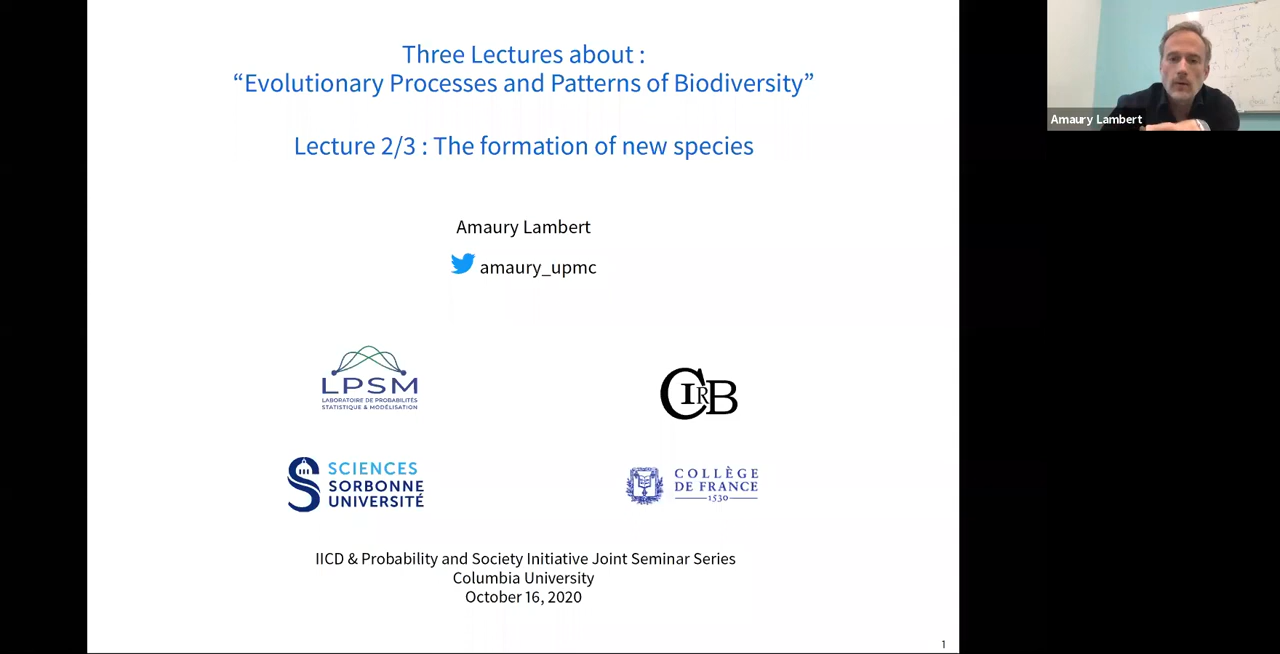 Three Lectures about :
“Evolutionary Processes and Patterns of Biodiversity”
Lecture 2/3 : The formation of new species
Amaury Lambert
amaury_upmc
LPSM
LABORATOIRE DE PROBABILITÉS
STATISTIQUE & MODÉLISATION
CIRB
SCIENCES
SORBONNE
UNIVERSITÉ
COLLÈGE
DE FRANCE
1530
IICD & Probability and Society Initiative Joint Seminar Series
Columbia University
October 16, 2020
1
Amaury Lambert